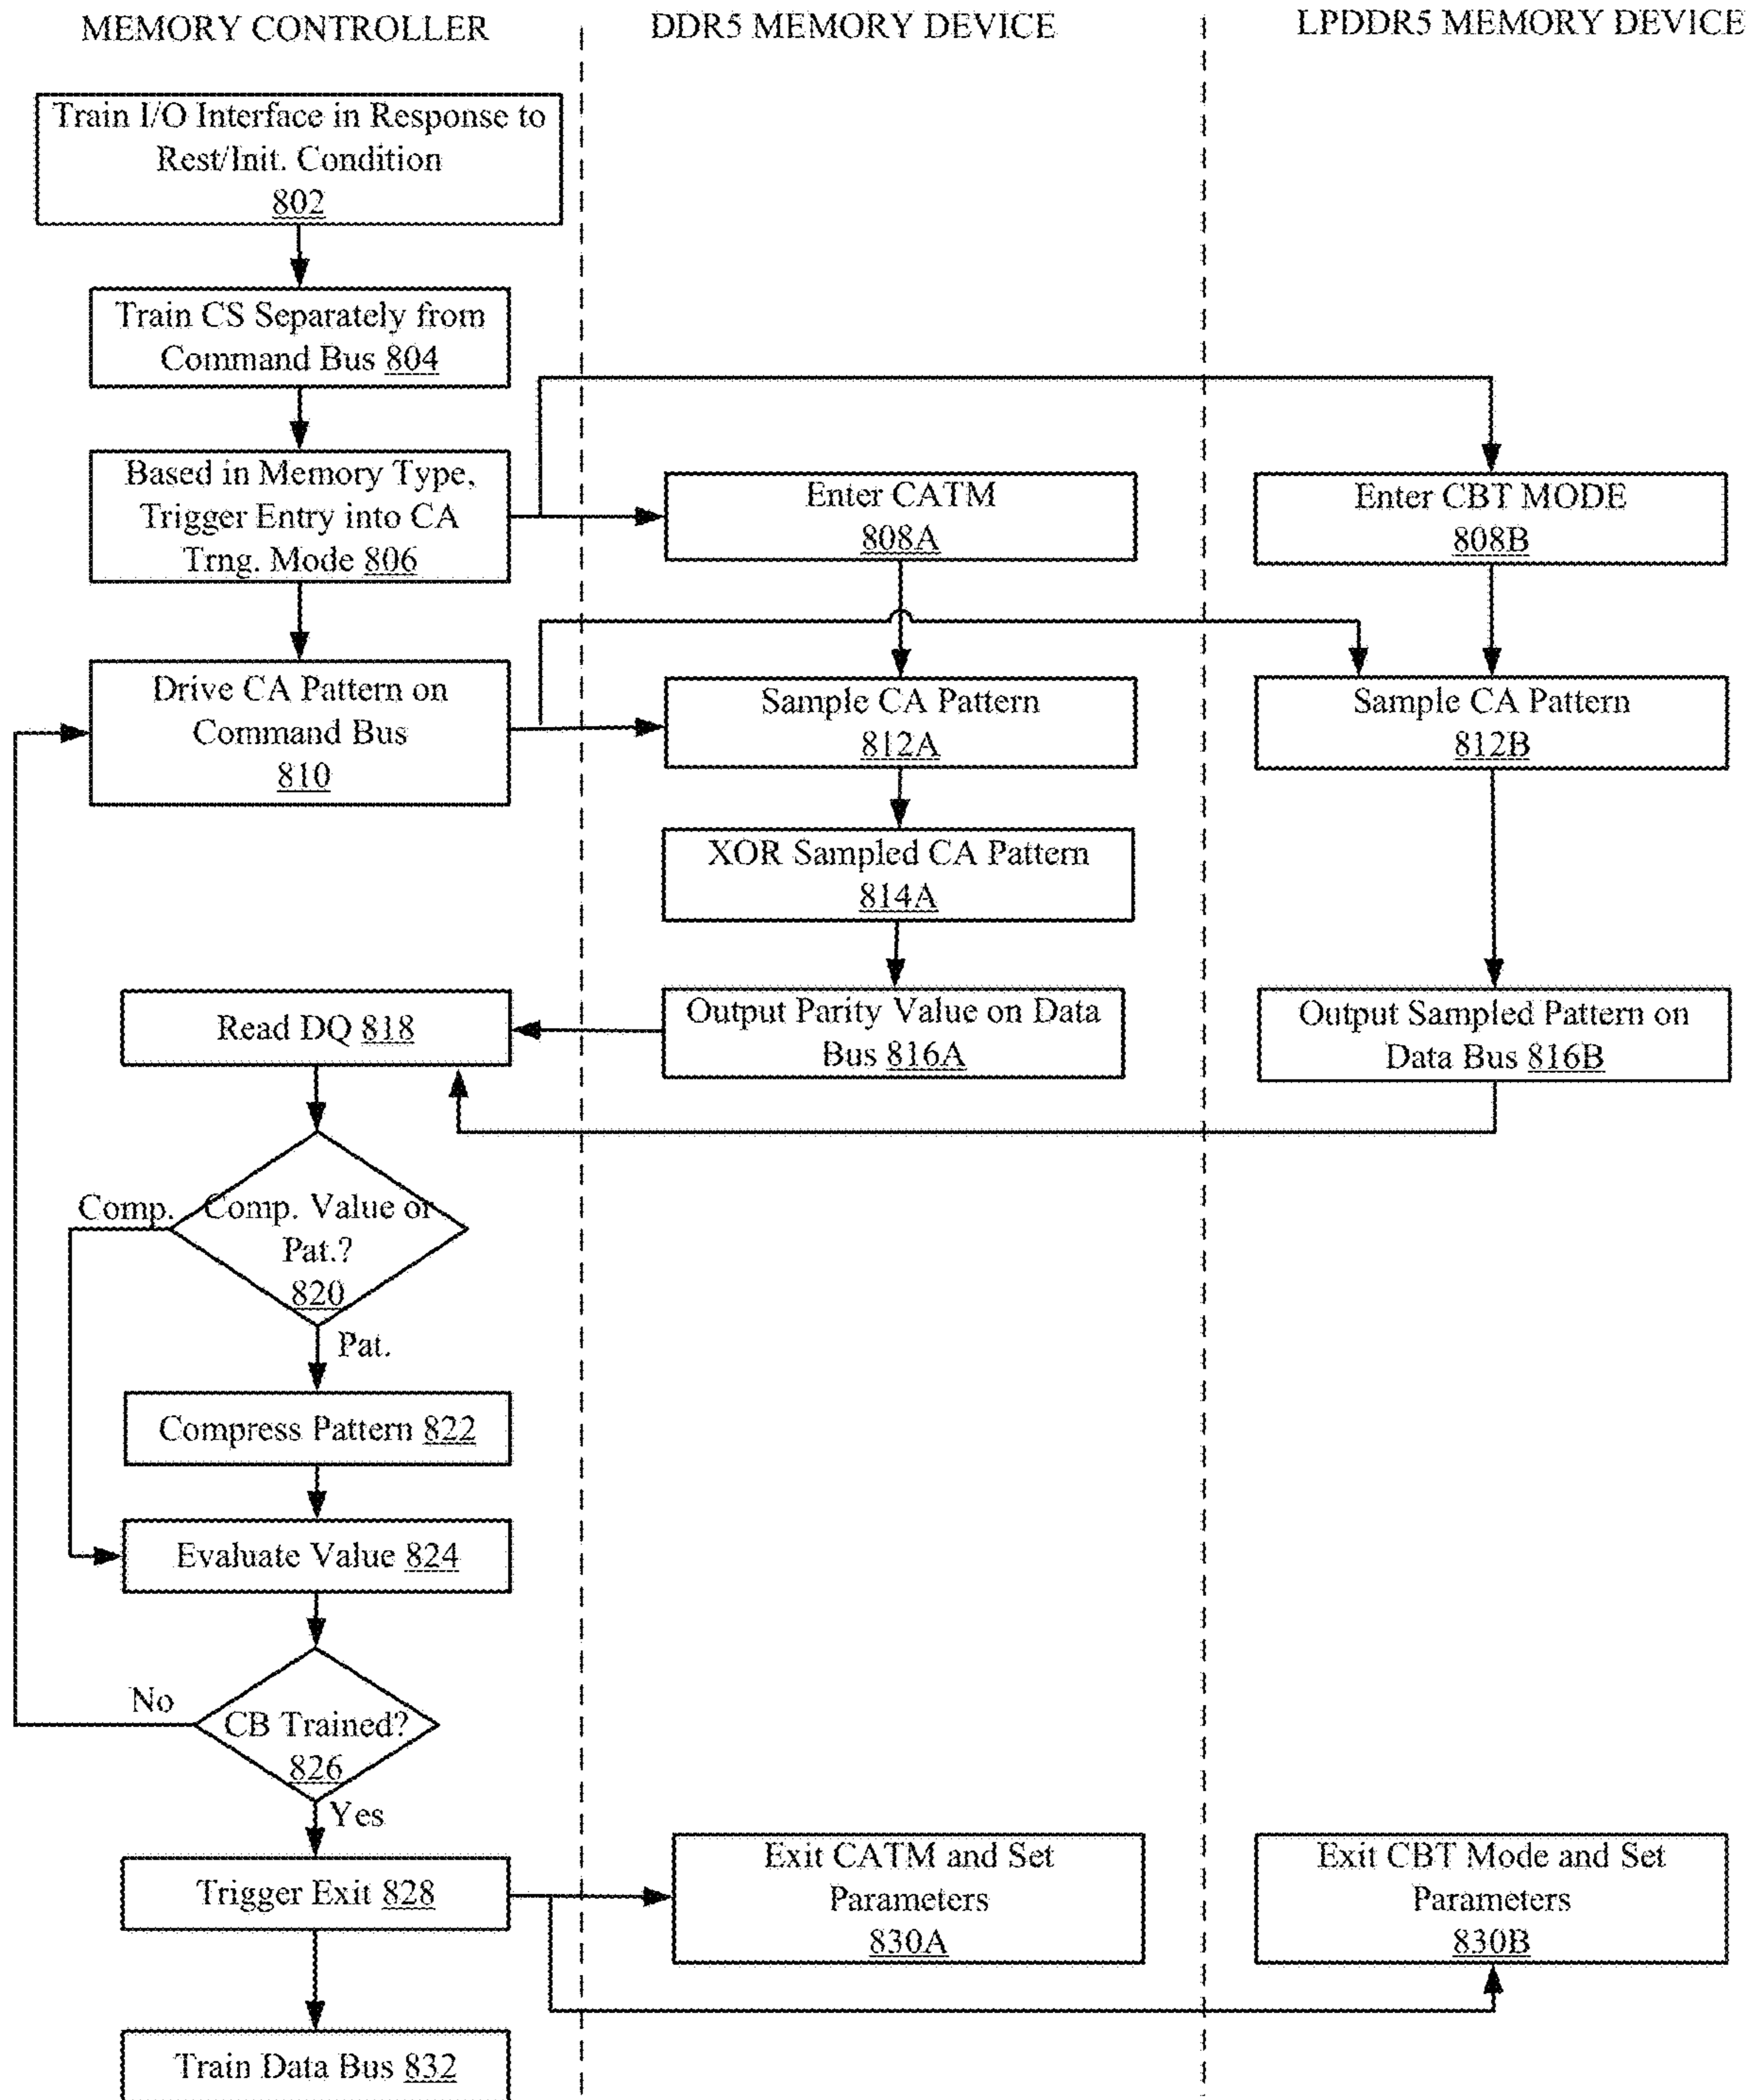 MEMORY CONTROLLER
DDR5 MEMORY DEVICE
LPDDR5 MEMORY DEVICE
Train I/O Interface in Response to
Rest/Init. Condition
802
Train CS Separately from
Command Bus 804
Based in Memory Type,
Trigger Entry into CA
Trng. Mode 806
Enter CATM
808A
Enter CBT MODE
808B
Drive CA Pattern on
Command Bus
810
Sample CA Pattern
812A
Sample CA Pattern
812B
XOR Sampled CA Pattern
814A
Read DQ 818
Output Parity Value on Data
Bus 816A
Output Sampled Pattern on
Data Bus 816B
Comp.
Comp. Value or
Pat.?
820
Pat.
Compress Pattern 822
Evaluate Value 824
No
CB Trained?
826
Yes
Trigger Exit 828
Exit CATM and Set
Parameters
830A
Exit CBT Mode and Set
Parameters
830B
Train Data Bus 832